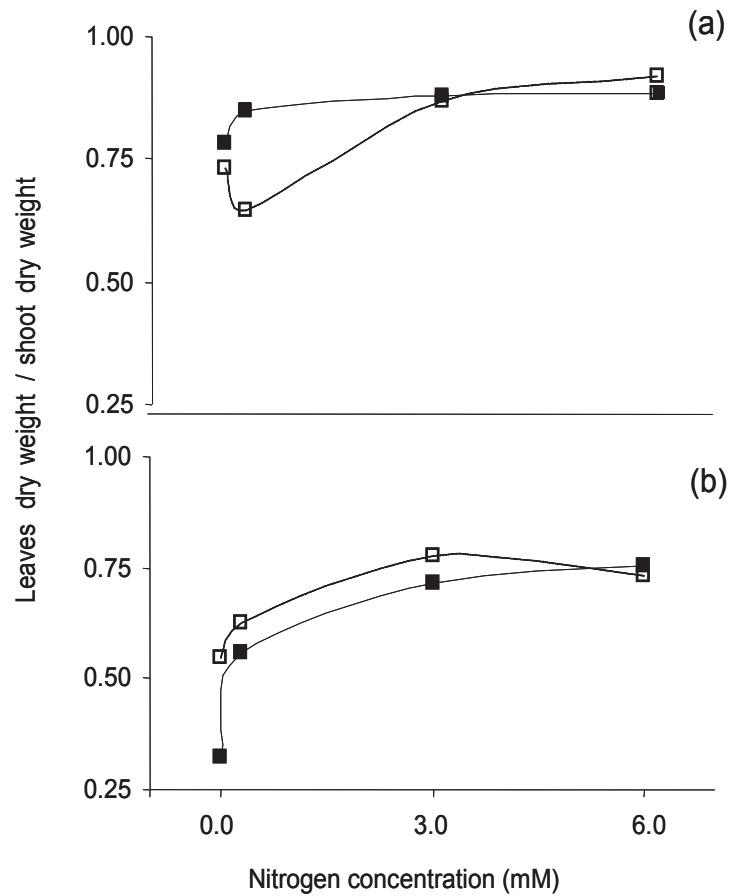 (a)
1.00
0.75
0.50
0.25
Leaves dry weight / shoot dry weight
(b)
1.00
0.75
0.50
0.25
0.0 3.0 6.0
Nitrogen concentration (mM)